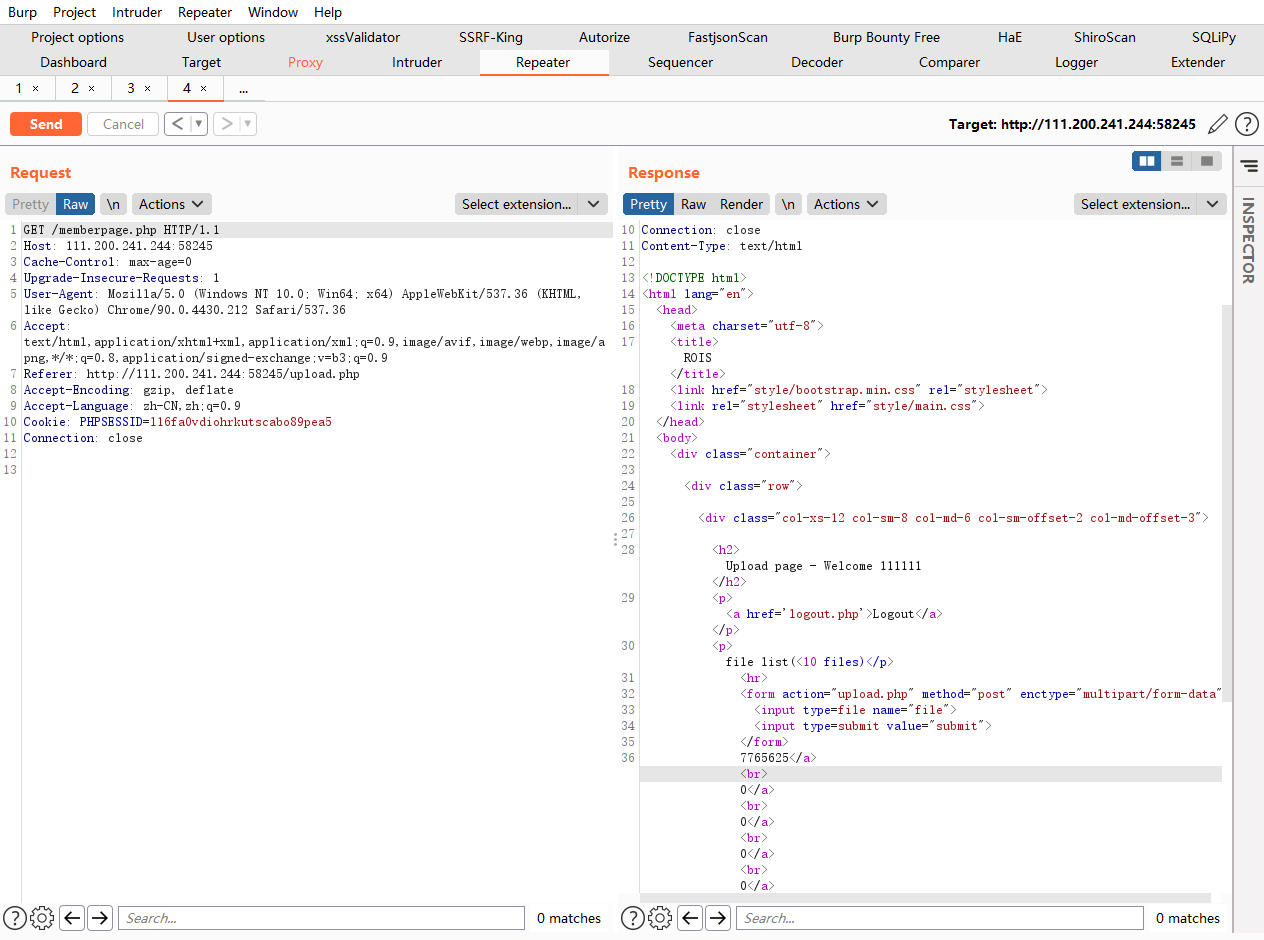 Burp Project Intruder Repeater Window Help
Project options User options xssValidator SSRF-King Autorize FastjsonScan Burp Bounty Free HaE ShiroScan SQLiPy
Dashboard Target Proxy Intruder Repeater Sequencer Decoder Comparer Logger Extender
1 × 2 × 3 × 4 × ...
Send Cancel < ▼ > ▼ Target: http://111.200.241.244:58245 ?
Request
Pretty Raw \n Actions Select extension...
1 GET /memberpage.php HTTP/1.1
2 Host: 111.200.241.244:58245
3 Cache-Control: max-age=0
4 Upgrade-Insecure-Requests: 1
5 User-Agent: Mozilla/5.0 (Windows NT 10.0; Win64; x64) AppleWebKit/537.36 (KHTML,
like Gecko) Chrome/90.0.4430.212 Safari/537.36
6 Accept:
text/html,application/xhtml+xml,application/xml;q=0.9,image/avif,image/webp,image/a
png,*/*;q=0.8,application/signed-exchange;v=b3;q=0.9
7 Referer: http://111.200.241.244:58245/upload.php
8 Accept-Encoding: gzip, deflate
9 Accept-Language: zh-CN,zh;q=0.9
10 Cookie: PHPSESSID=116fa0vdiohrkutscabo89pea5
11 Connection: close
12
13
? Search... 0 matches
Response
Pretty Raw Render \n Actions Select extension...
10 Connection: close
11 Content-Type: text/html
12
13 <!DOCTYPE html>
14 <html lang="en">
15 <head>
16 <meta charset="utf-8">
17 <title>
ROIS
</title>
18 <link href="style/bootstrap.min.css" rel="stylesheet">
19 <link rel="stylesheet" href="style/main.css">
20 </head>
21 <body>
22 <div class="container">
23
24 <div class="row">
25
26 <div class="col-xs-12 col-sm-8 col-md-6 col-sm-offset-2 col-md-offset-3">
27
28 <h2>
Upload page - Welcome 111111
</h2>
29 <p>
<a href='logout.php'>Logout</a>
</p>
30 <p>
file list(<10 files)</p>
31 <hr>
32 <form action="upload.php" method="post" enctype="multipart/form-data"
33 <input type=file name="file">
34 <input type=submit value="submit">
35 </form>
36 7765625</a>
<br>
0</a>
<br>
0</a>
<br>
0</a>
<br>
0</a>
? Search... 0 matches
INSPECTOR